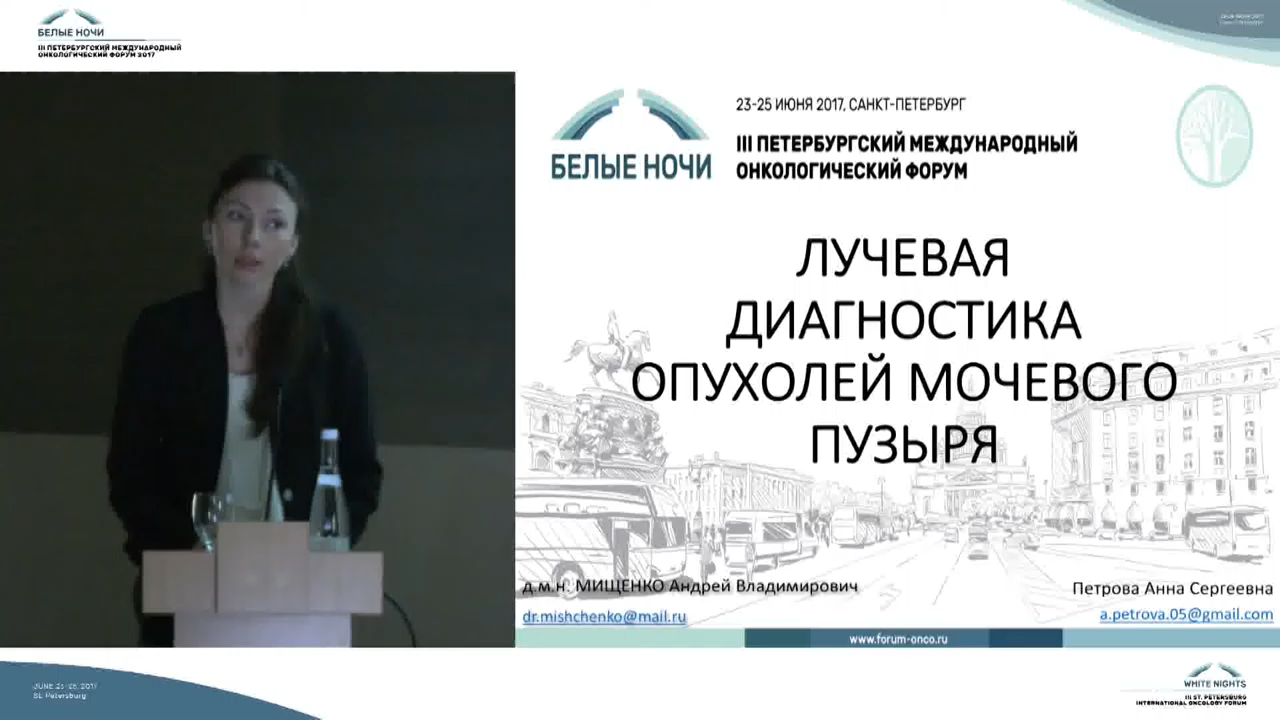 БЕЛЫЕ НОЧИ
III ПЕТЕРБУРГСКИЙ МЕЖДУНАРОДНЫЙ
ОНКОЛОГИЧЕСКИЙ ФОРУМ 2017
БЕЛЫЕ НОЧИ
23-25 ИЮНЯ 2017, САНКТ-ПЕТЕРБУРГ
III ПЕТЕРБУРГСКИЙ МЕЖДУНАРОДНЫЙ
ОНКОЛОГИЧЕСКИЙ ФОРУМ
ЛУЧЕВАЯ
ДИАГНОСТИКА
ОПУХОЛЕЙ МОЧЕВОГО
ПУЗЫРЯ
д.м.н. МИЩЕНКО Андрей Владимирович
dr.mishchenko@mail.ru
Петрова Анна Сергеевна
a.petrova.05@gmail.com
www.forum-onco.ru
JUNE 23-25, 2017
St. Petersburg
WHITE NIGHTS
III ST. PETERSBURG
INTERNATIONAL ONCOLOGY FORUM